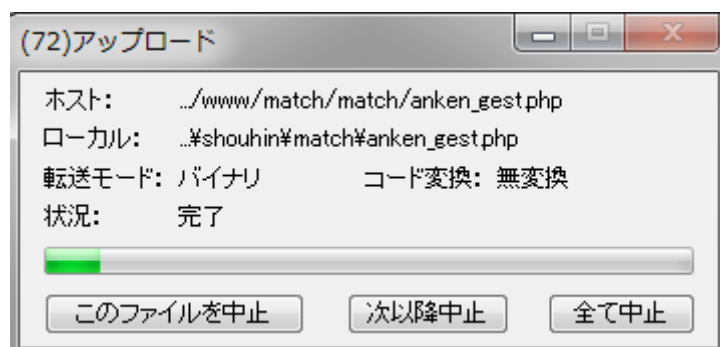 (72)アップロード
ホスト: ../www/match/match/anken_gest.php
ローカル: ..¥shouhin¥match¥anken_gest.php
転送モード: バイナリ コード変換: 無変換
状況: 完了
このファイルを中止 次以降中止 全て中止